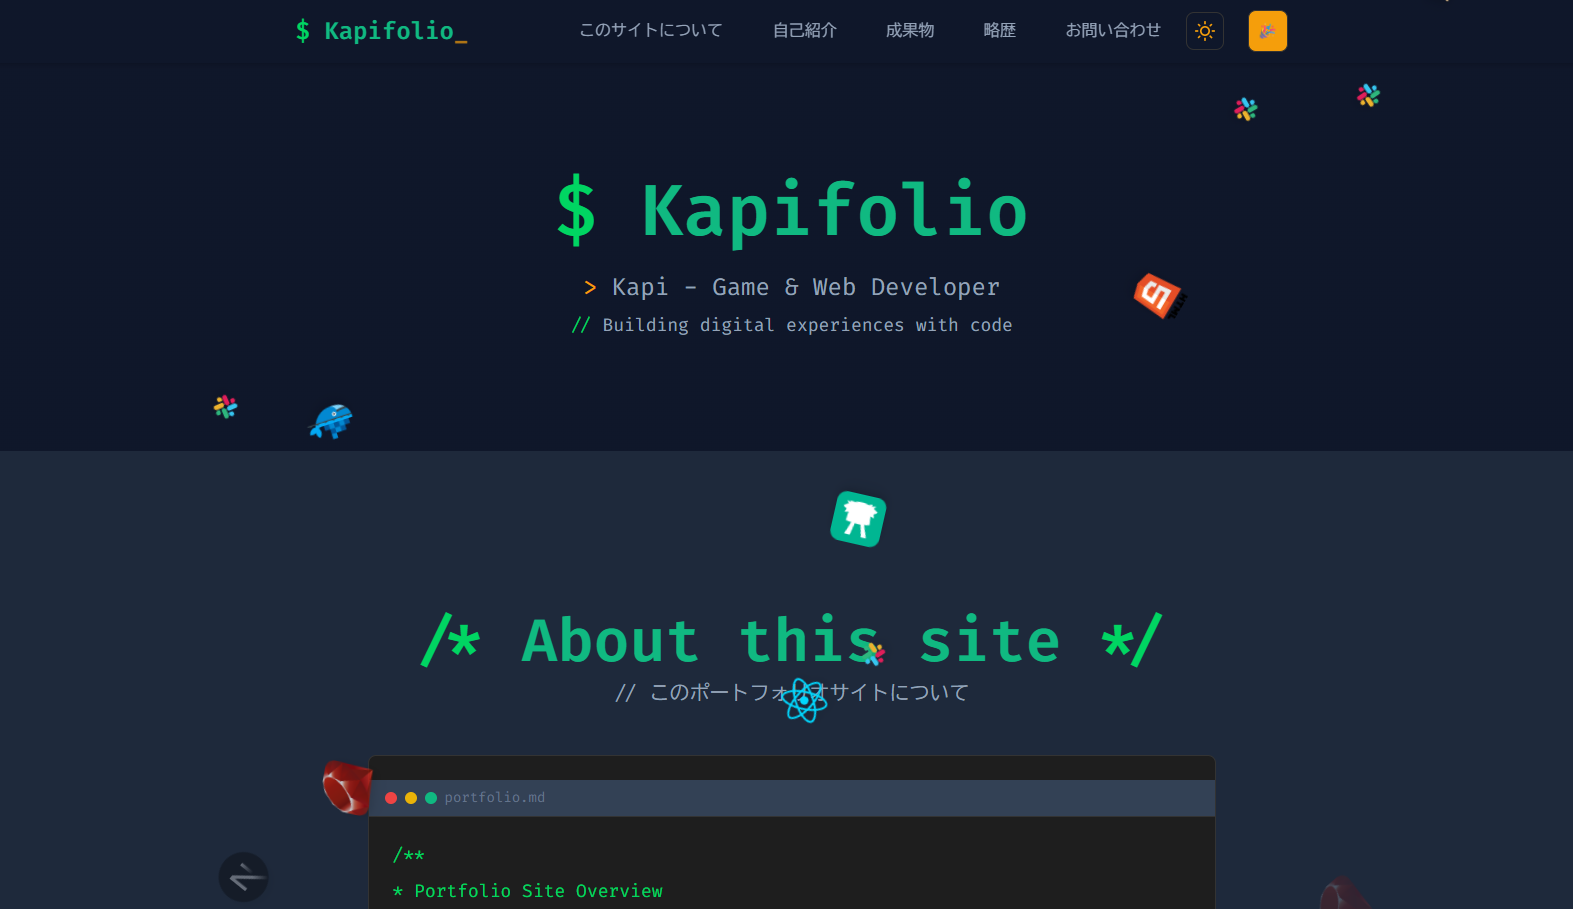 $ Kapifolio_
このサイトについて
自己紹介
成果物
略歴
お問い合わせ
$ Kapifolio
> Kapi - Game & Web Developer
// Building digital experiences with code
/* About this site */
// このポートフォリオサイトについて
portfolio.md
/**
* Portfolio Site Overview